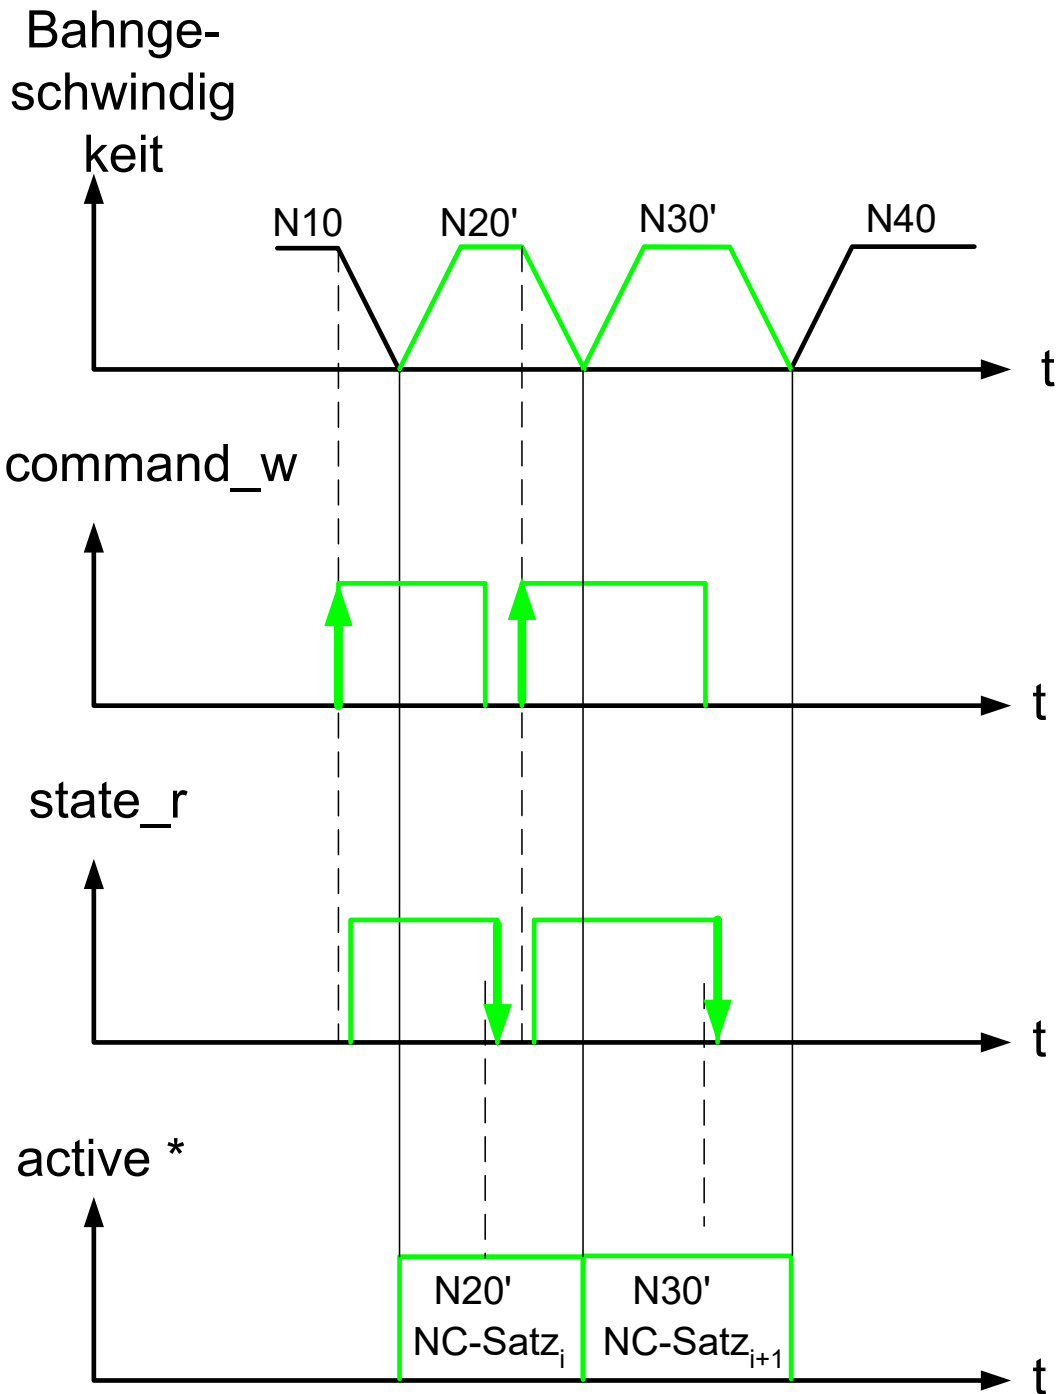 Bahnge-
schwindig
keit
N10 N20' N30' N40
t
command_w
t
state_r
t
active *
N20' N30'
NC-Satzi NC-Satzi+1
t